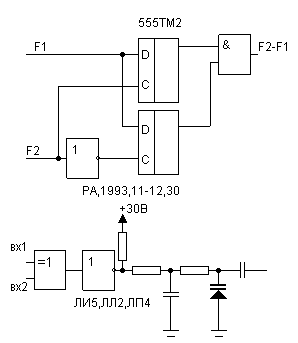 555ТМ2
F1
D
&
F2-F1
C
D
F2
1
C
РА,1993,11-12,30
+30В
вх1
=1
1
вх2
ЛИ5,ЛЛ2,ЛП4